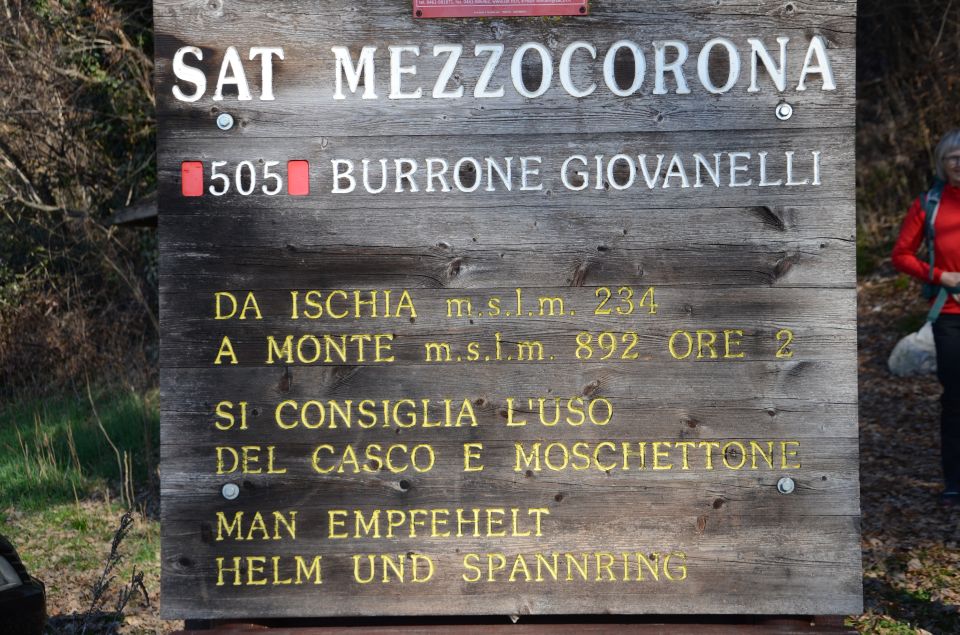 SAT MEZZOCORONA
505 BURRONE GIOVANELLI
DA ISCHIA m.s.l.m. 234
A MONTE m.s.l.m. 892 ORE 2
SI CONSIGLIA L'USO
DEL CASCO E MOSCHETTONE
MAN EMPFEHELT
HELM UND SPANNRING